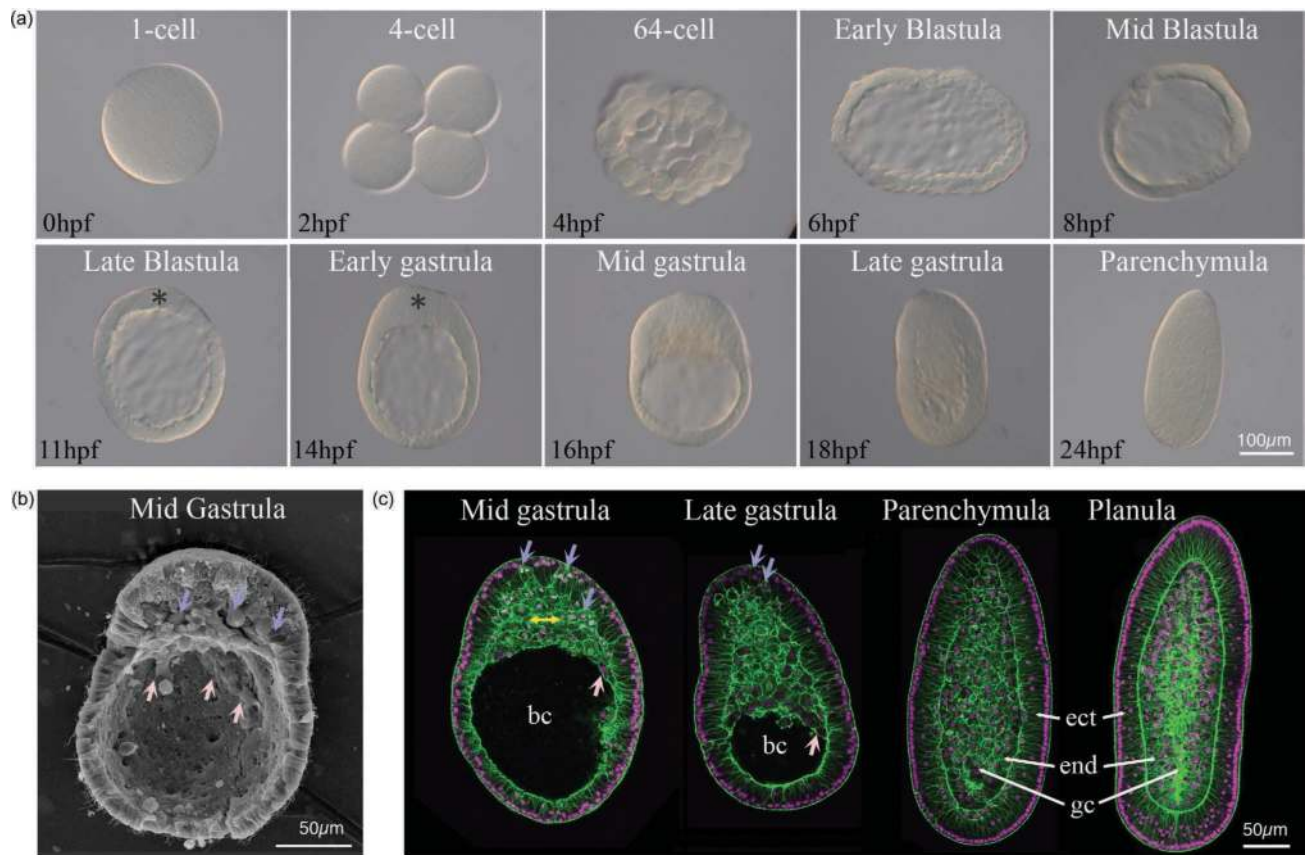 (a)
1-cell
4-cell
64-cell
Early Blastula
Mid Blastula
0hpf
2hpf
4hpf
6hpf
8hpf
Late Blastula
Early gastrula
Mid gastrula
Late gastrula
Parenchymula
*
*
11hpf
14hpf
16hpf
18hpf
24hpf
100µm
(b)
Mid Gastrula
50µm
(c)
Mid gastrula
Late gastrula
Parenchymula
Planula
bc
bc
ect
end
gc
50µm